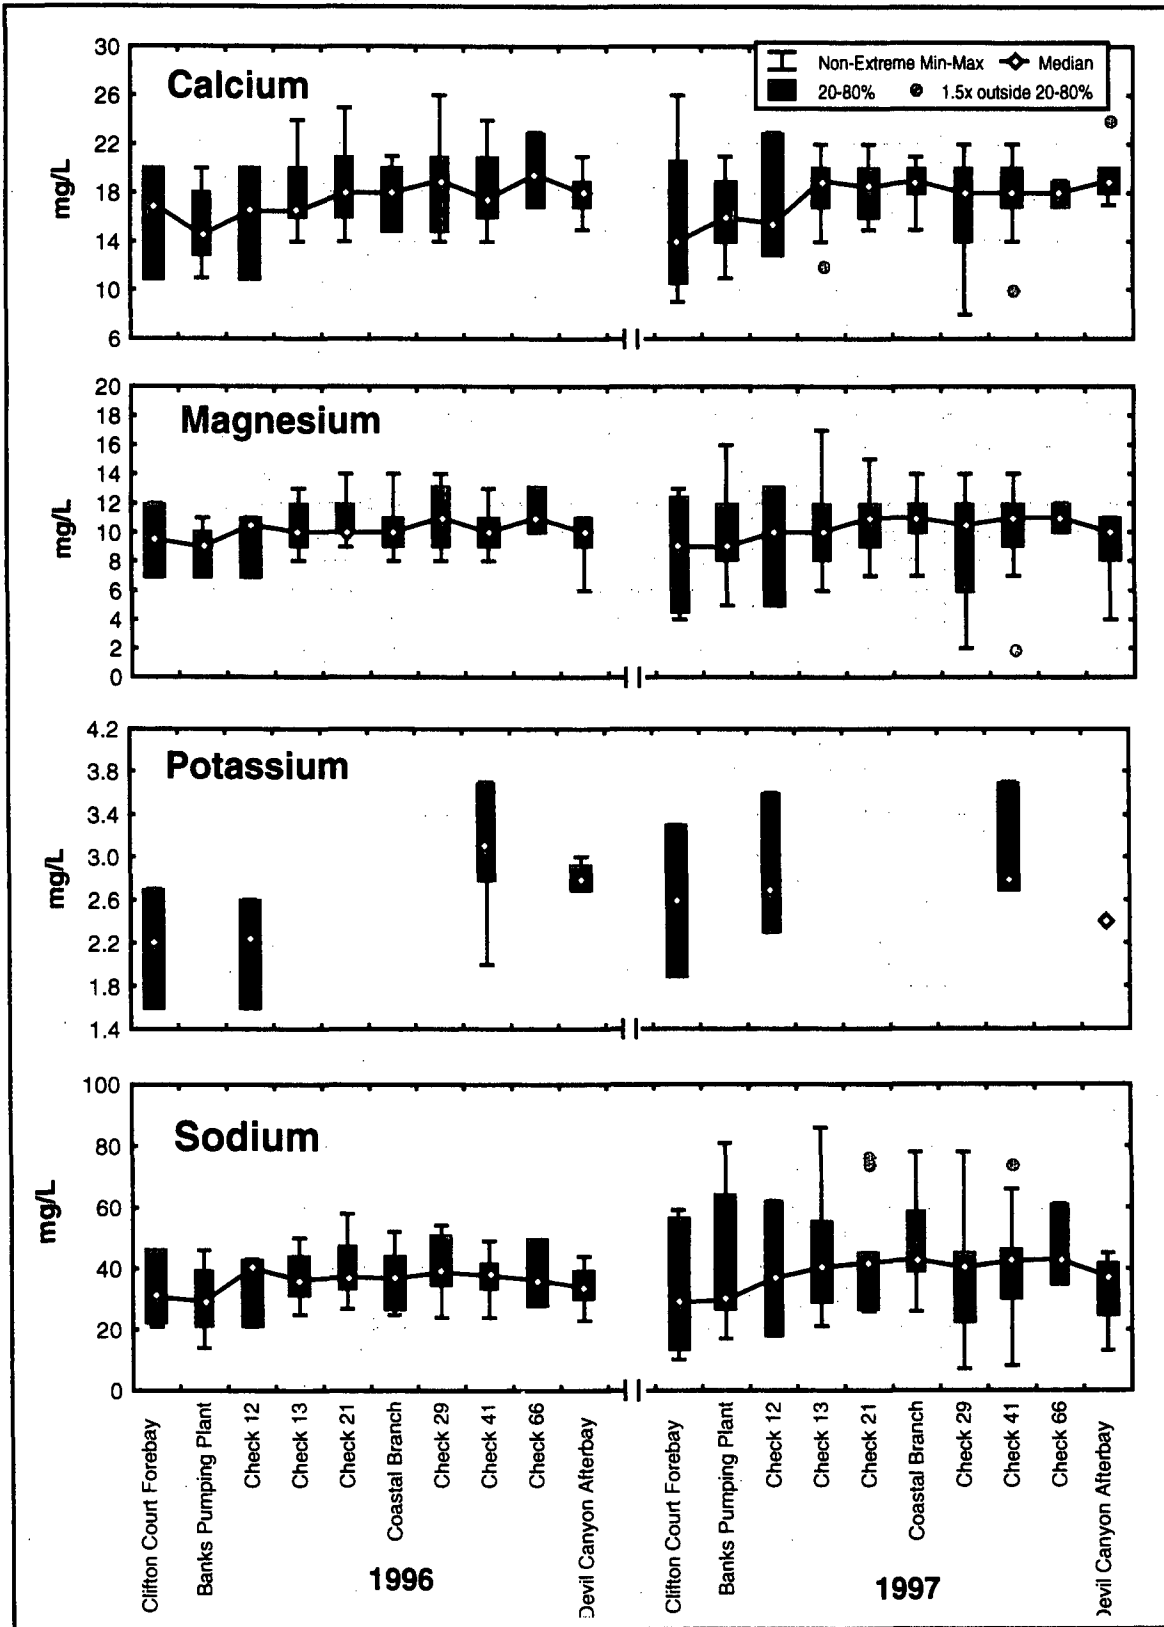 30
26
22
18
14
10
6
mg/L
Calcium
Non-Extreme Min-Max Median
20-80% 1.5x outside 20-80%
20
18
16
14
12
10
8
6
4
2
0
mg/L
Magnesium
4.2
3.8
3.4
3.0
2.6
2.2
1.8
1.4
mg/L
Potassium
100
80
60
40
20
0
mg/L
Sodium
Clifton Court Forebay
Banks Pumping Plant
Check 12
Check 13
Check 21
Coastal Branch
Check 29
Check 41
Check 66
Devil Canyon Afterbay
Clifton Court Forebay
Banks Pumping Plant
Check 12
Check 13
Check 21
Coastal Branch
Check 29
Check 41
Check 66
Devil Canyon Afterbay
1996
1997